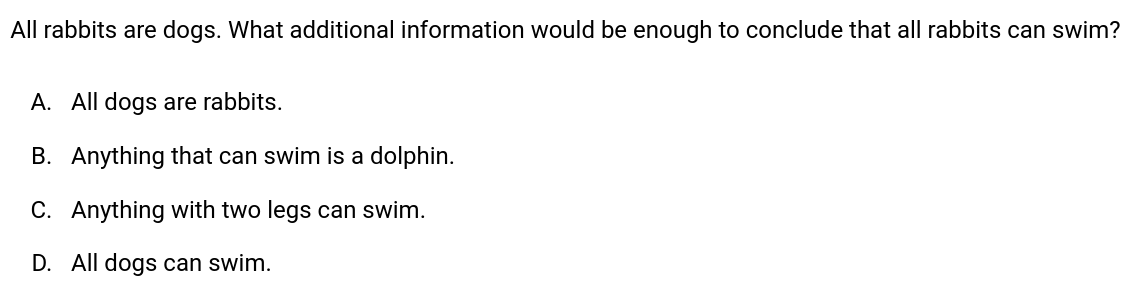 All rabbits are dogs. What additional information would be enough to conclude that all rabbits can swim?
A. All dogs are rabbits.
B. Anything that can swim is a dolphin.
C. Anything with two legs can swim.
D. All dogs can swim.